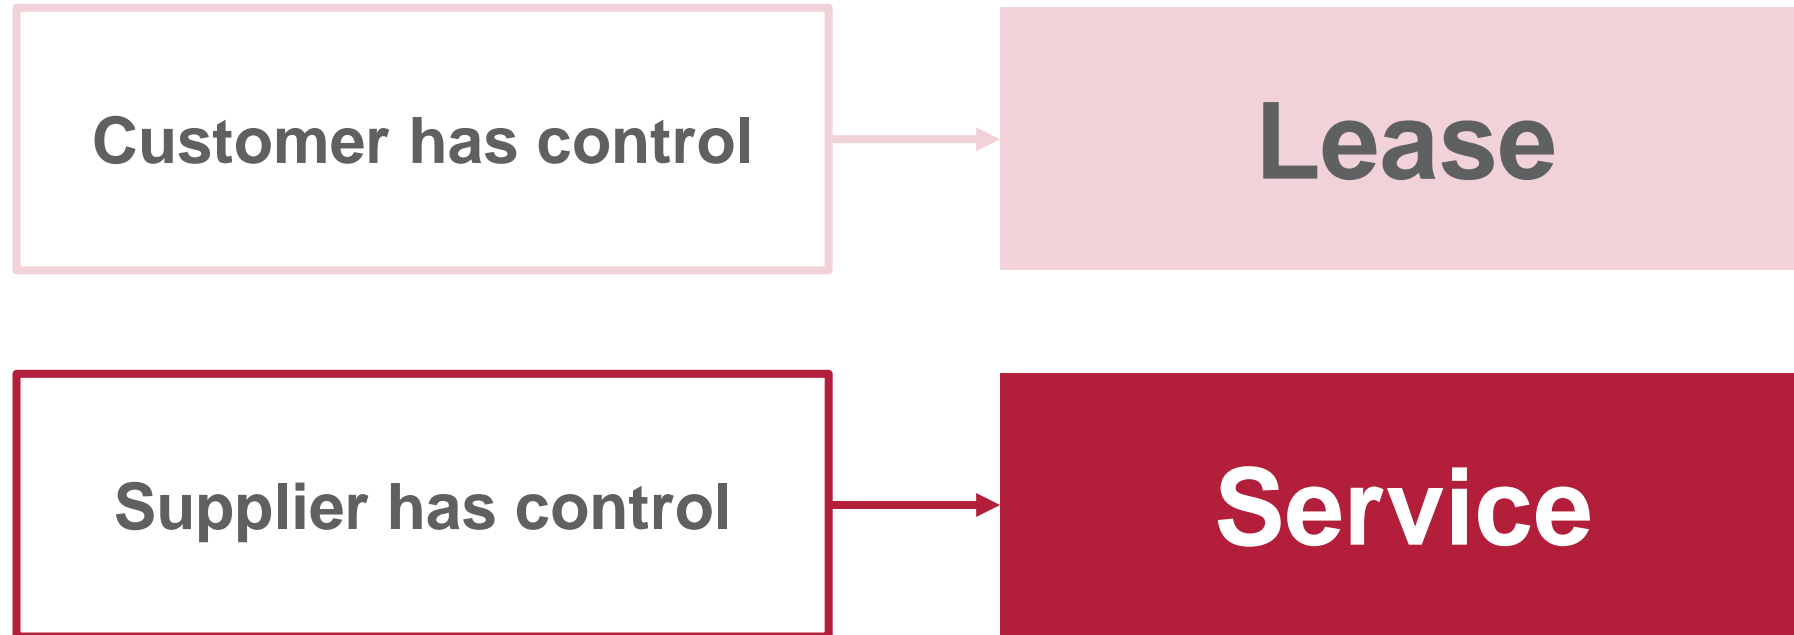 Customer has control
Lease
Supplier has control
Service